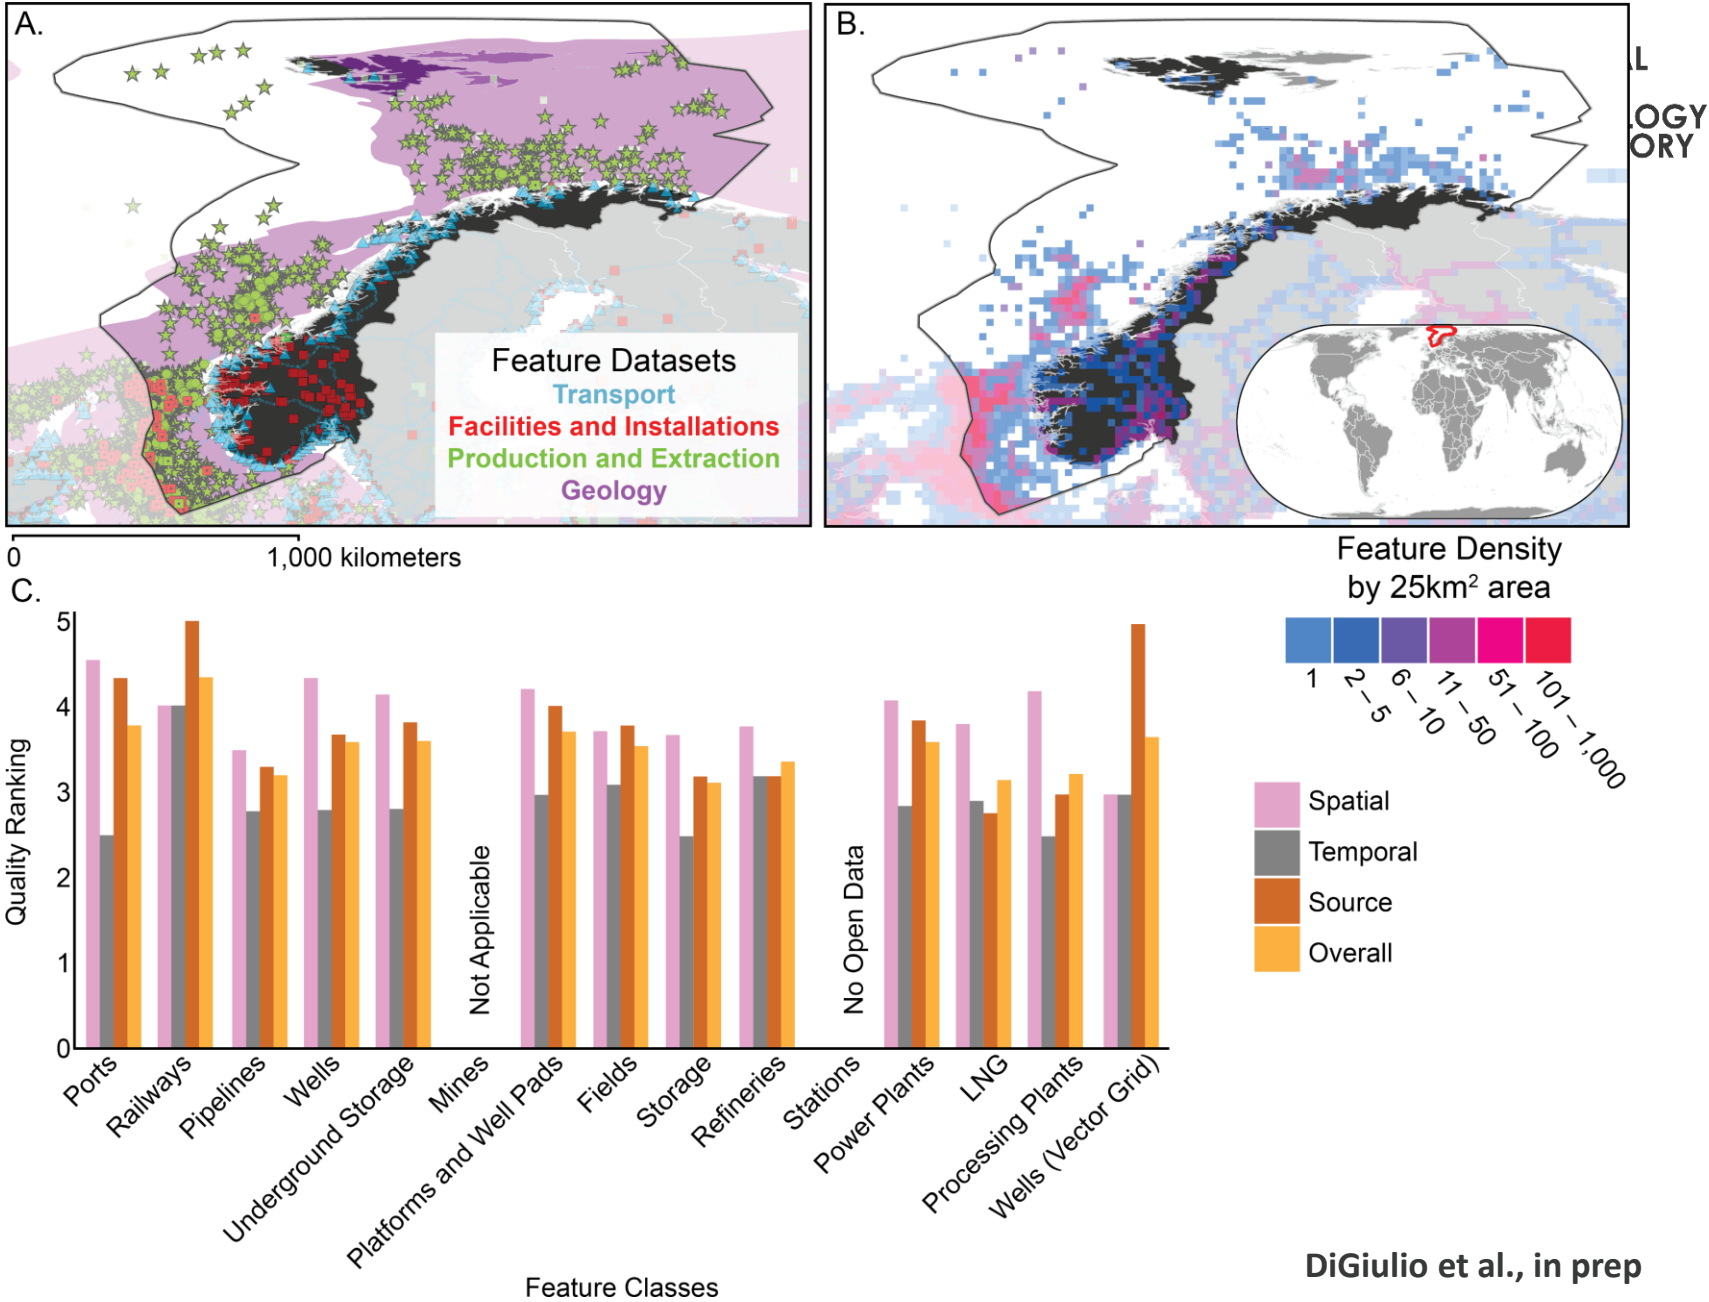 A.
B.
AL
LOGY
ORY
Feature Datasets
Transport
Facilities and Installations
Production and Extraction
Geology
0 1,000 kilometers
Feature Density
by 25km² area
1 2 – 5 6 – 10 11 – 50 51 – 100 101 – 1,000
C.
Quality Ranking
5
4
3
2
1
0
Not Applicable
No Open Data
Spatial
Temporal
Source
Overall
Ports
Railways
Pipelines
Wells
Underground Storage
Mines
Platforms and Well Pads
Fields
Storage
Refineries
Stations
Power Plants
LNG
Processing Plants
Wells (Vector Grid)
Feature Classes
DiGiulio et al., in prep